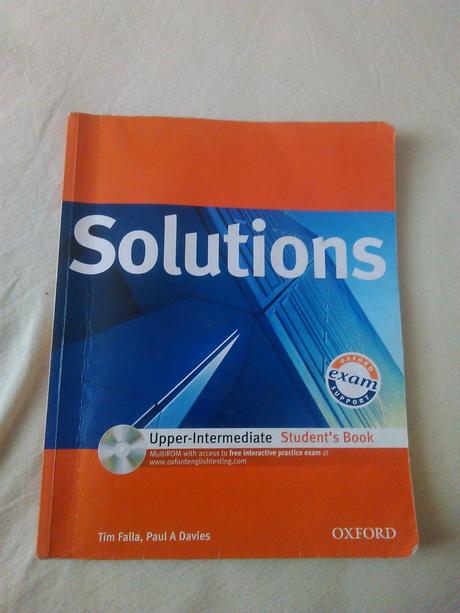 Solutions
OXFORD
exam
SUPPORT
Upper-Intermediate Student's Book
MultiROM with access to free interactive practice exam at
www.oxfordenglishtesting.com
Tim Falla, Paul A Davies
OXFORD